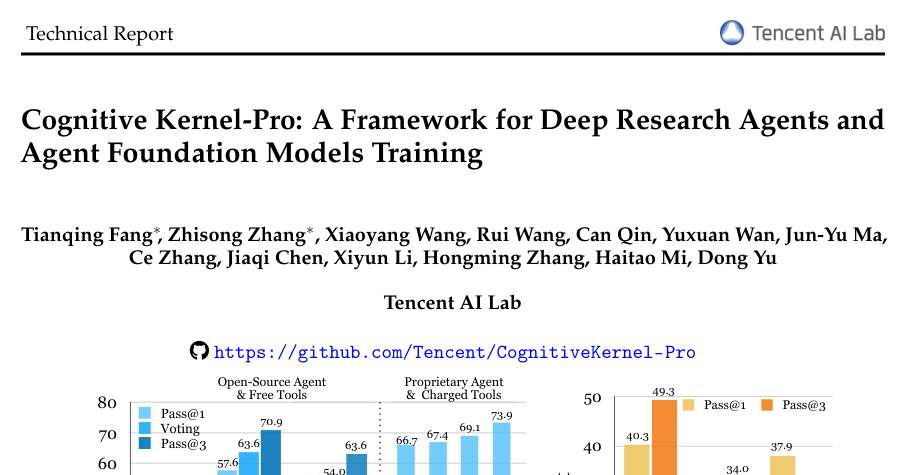 Technical Report
Tencent AI Lab
Cognitive Kernel-Pro: A Framework for Deep Research Agents and
Agent Foundation Models Training
Tianqing Fang*, Zhisong Zhang*, Xiaoyang Wang, Rui Wang, Can Qin, Yuxuan Wan, Jun-Yu Ma,
Ce Zhang, Jiaqi Chen, Xiyun Li, Hongming Zhang, Haitao Mi, Dong Yu
Tencent AI Lab
https://github.com/Tencent/CognitiveKernel-Pro
Open-Source Agent
& Free Tools
Proprietary Agent
& Charged Tools
80
70
60
Pass@1
Voting
Pass@3
57.6
63.6
70.9
54.0
63.6
66.7
67.4
69.1
73.9
50
40
Pass@1
Pass@3
40.3
49.3
34.0
37.9